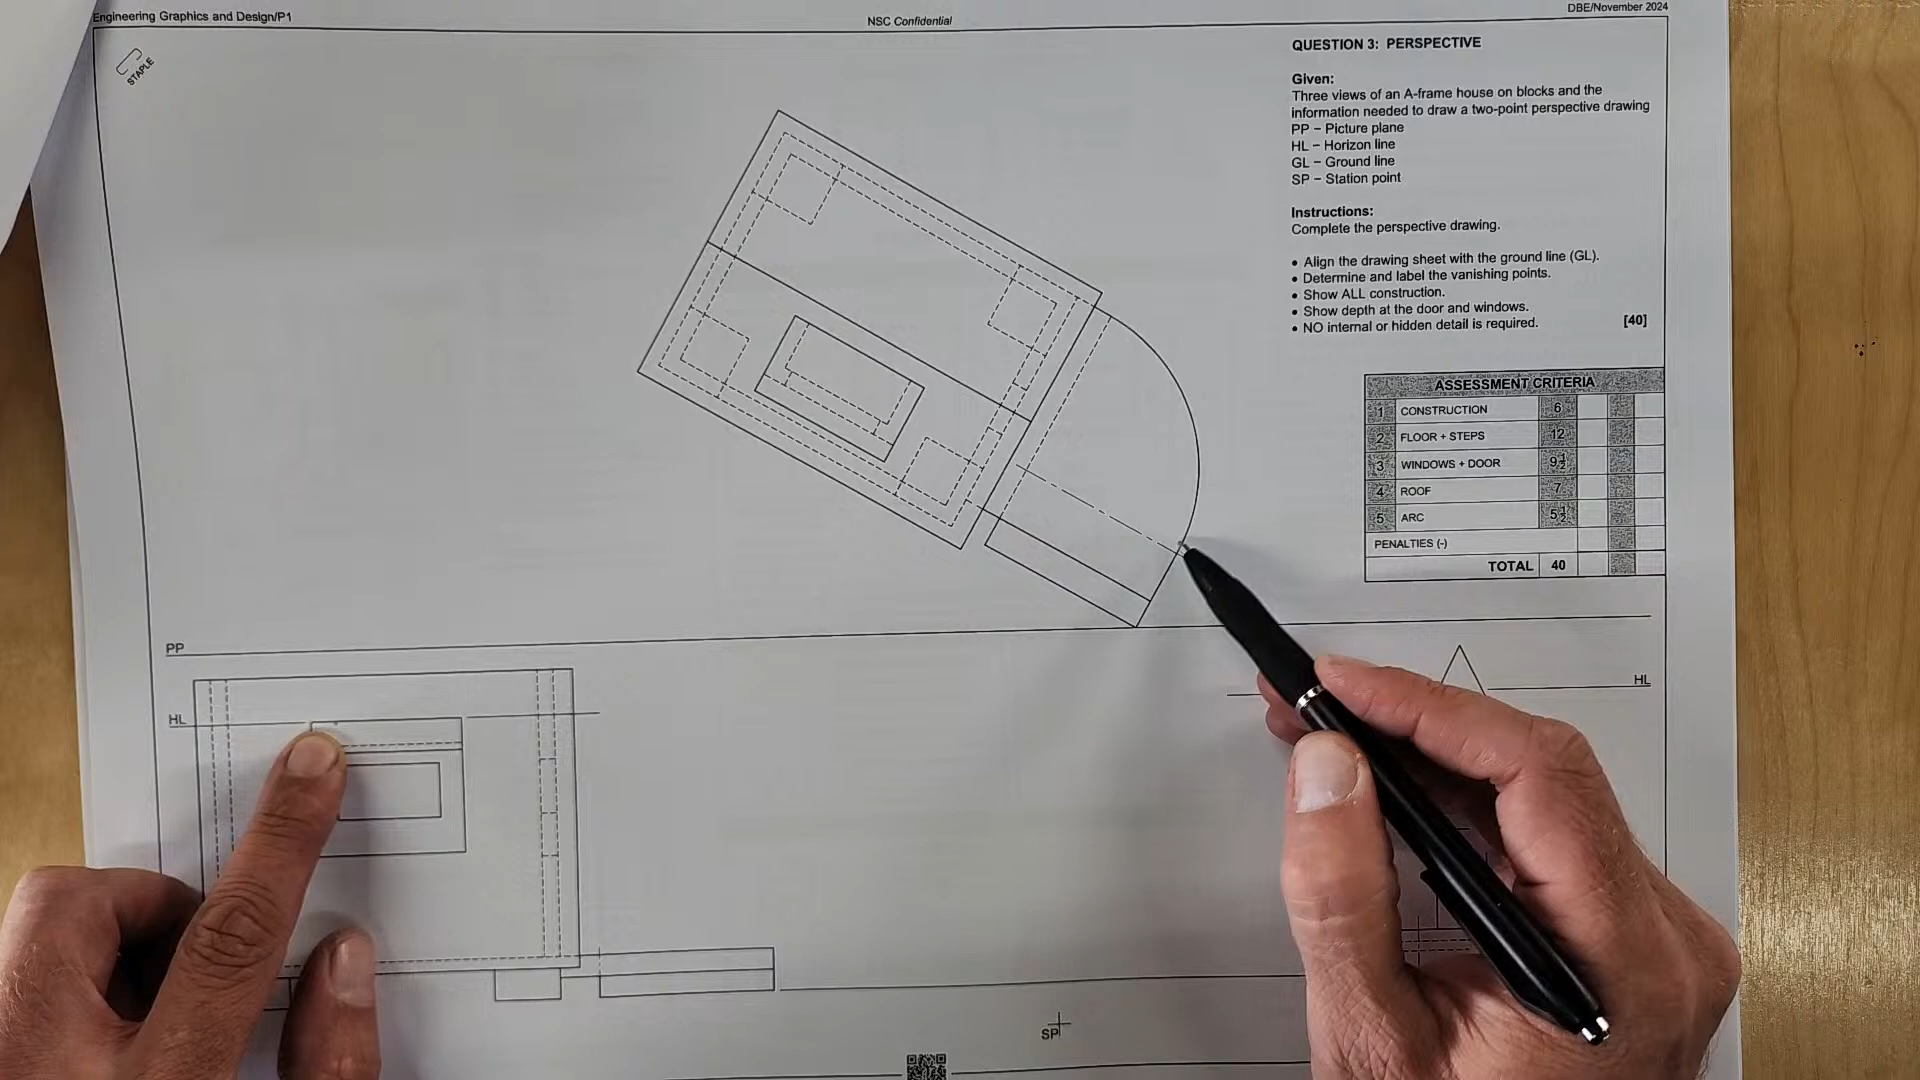 Engineering Graphics and Design/P1
NSC Confidential
DBE/November 2024
STAPLE
QUESTION 3: PERSPECTIVE
Given:
Three views of an A-frame house on blocks and the
information needed to draw a two-point perspective drawing
PP – Picture plane
HL – Horizon line
GL – Ground line
SP – Station point
Instructions:
Complete the perspective drawing.
• Align the drawing sheet with the ground line (GL).
• Determine and label the vanishing points.
• Show ALL construction.
• Show depth at the door and windows.
• NO internal or hidden detail is required.
[40]
ASSESSMENT CRITERIA
1 CONSTRUCTION 6
2 FLOOR + STEPS 12
3 WINDOWS + DOOR 9½
4 ROOF 7
5 ARC 5½
PENALTIES (-)
TOTAL 40
PP
HL
HL
SP